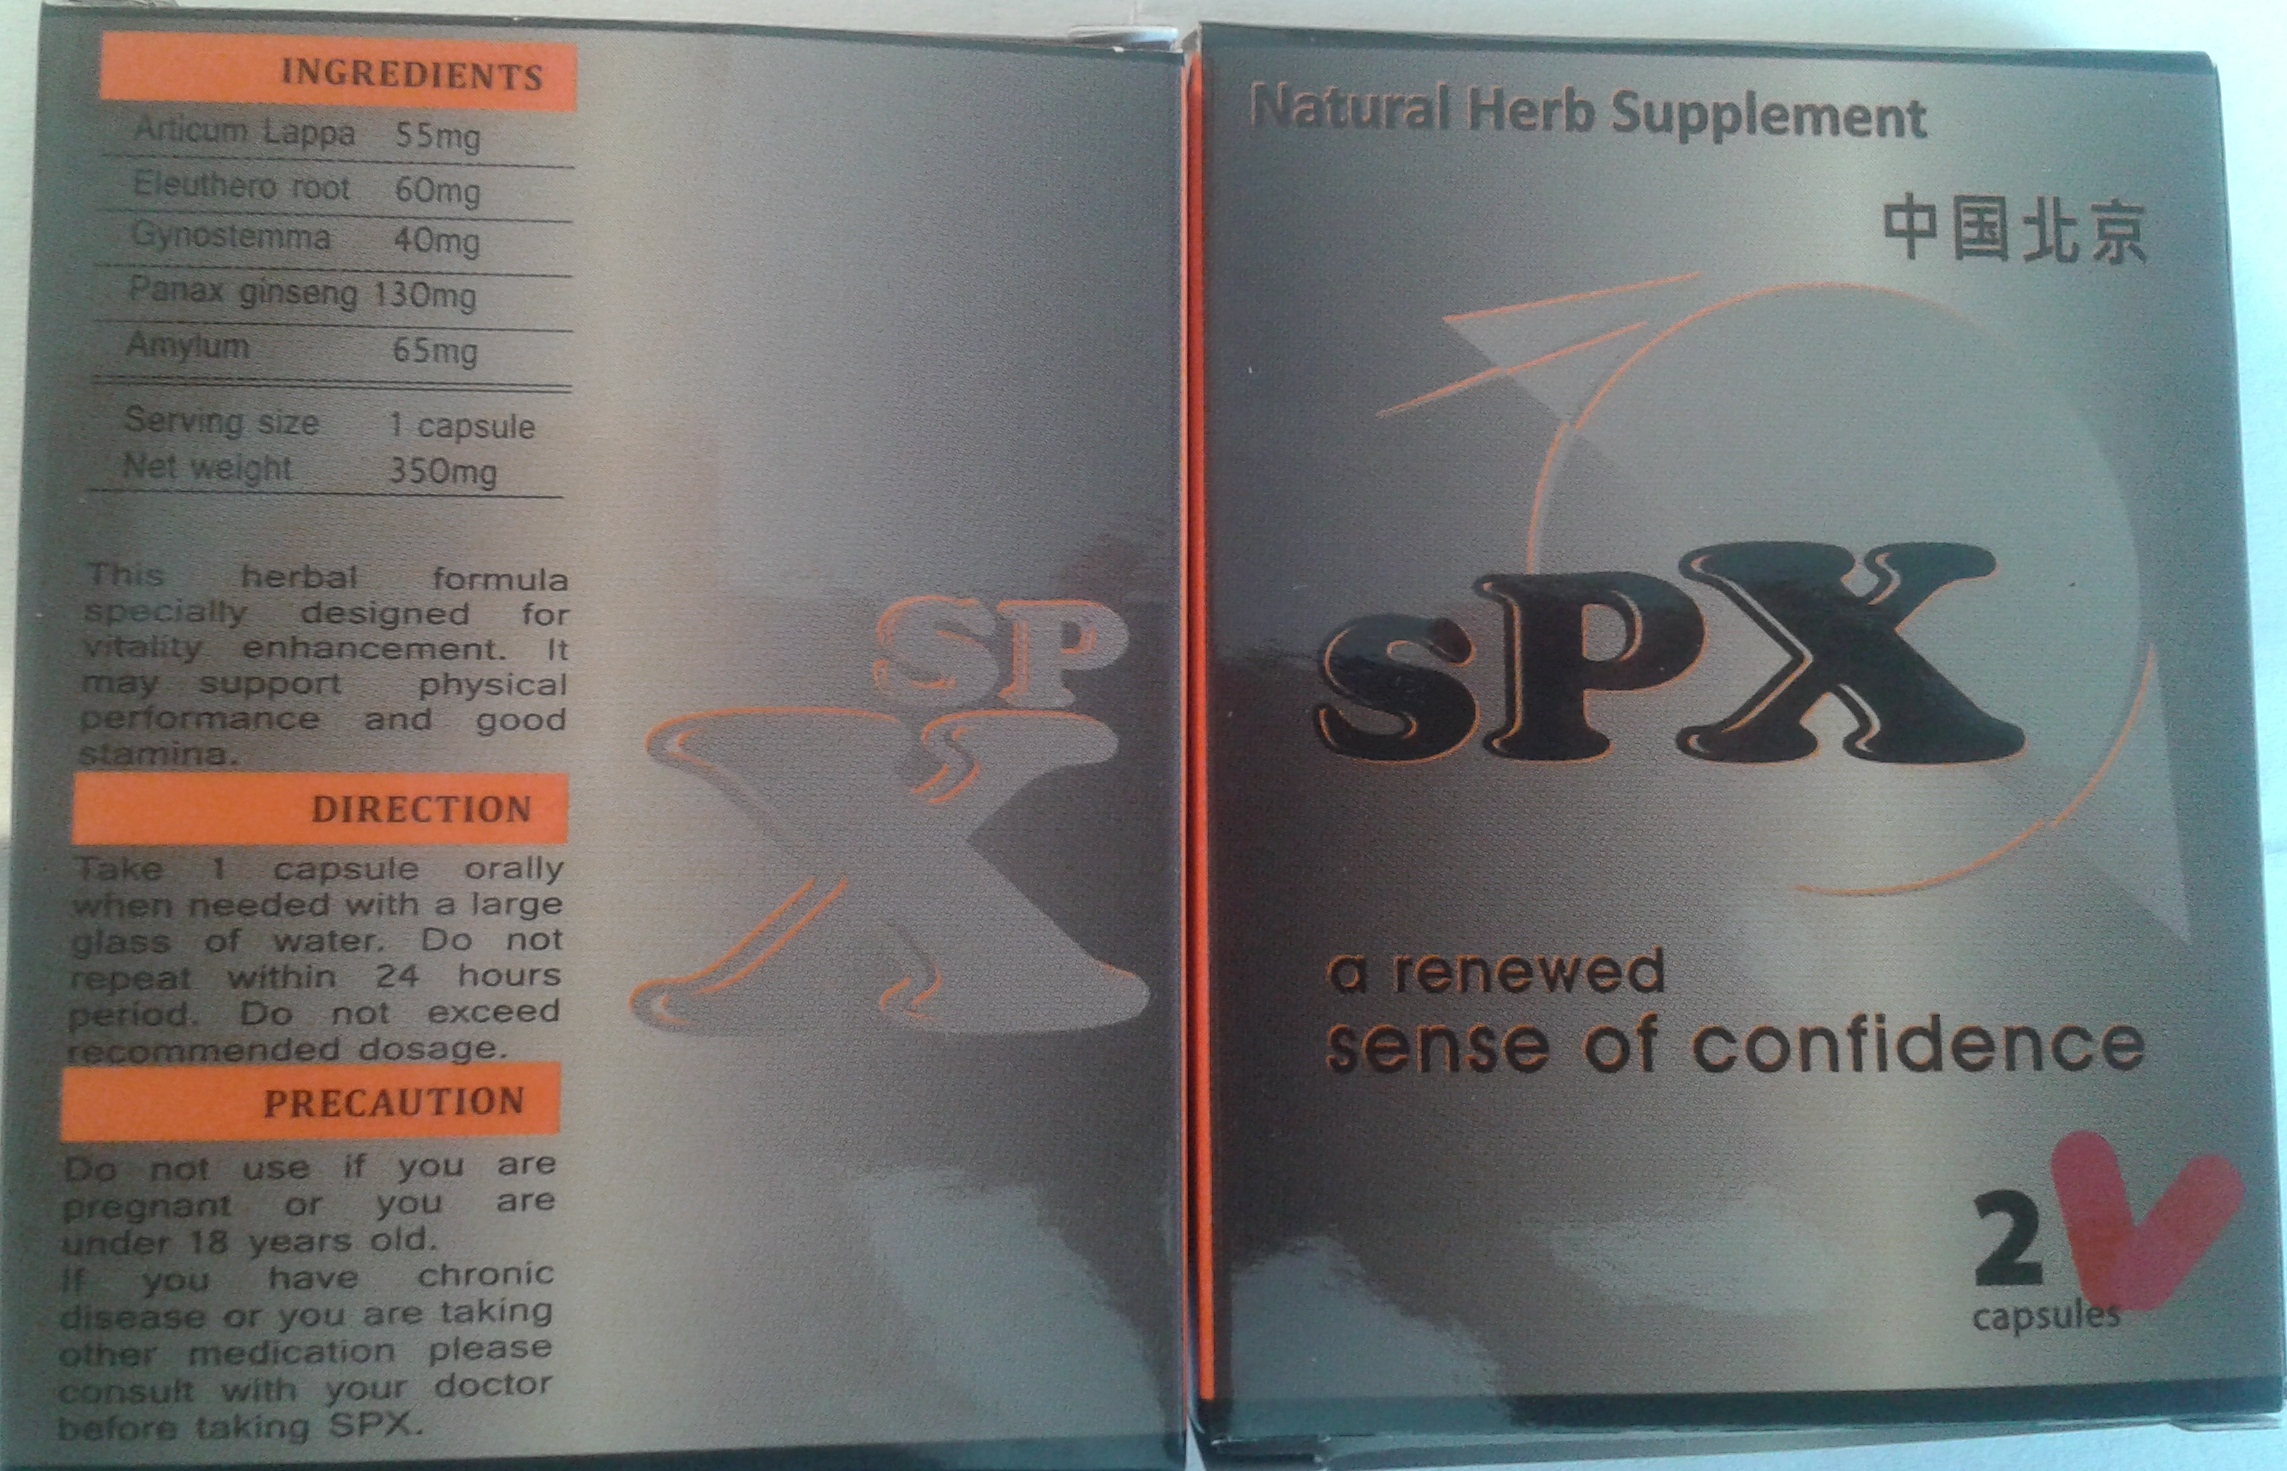 INGREDIENTS
Articum Lappa 55mg
Eleuthero root 60mg
Gynostemma 40mg
Panax ginseng 130mg
Amylum 65mg
Serving size 1 capsule
Net weight 350mg
This herbal formula
specially designed for
vitality enhancement. It
may support physical
performance and good
stamina.
DIRECTION
Take 1 capsule orally
when needed with a large
glass of water. Do not
repeat within 24 hours
period. Do not exceed
recommended dosage.
PRECAUTION
Do not use if you are
pregnant or you are
under 18 years old.
If you have chronic
disease or you are taking
other medication please
consult with your doctor
before taking SPX.
SP
X
Natural Herb Supplement
中国北京
sPX
a renewed
sense of confidence
2
capsules